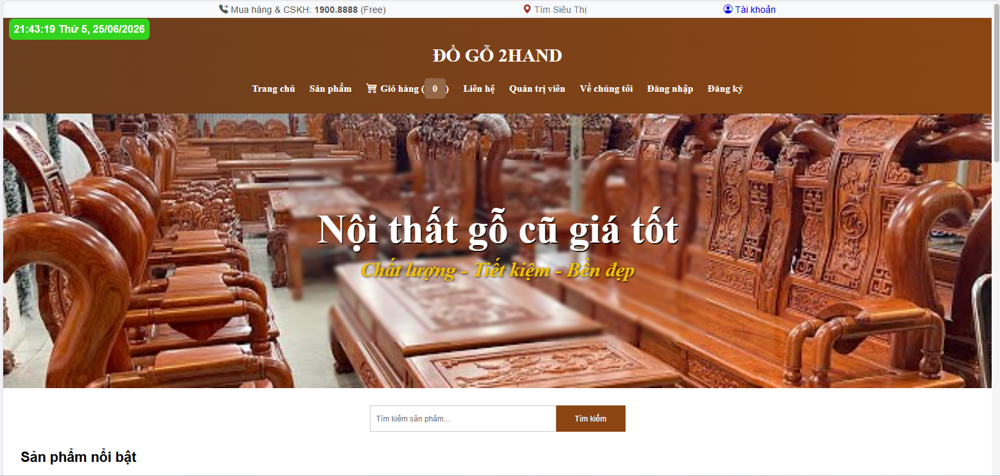 Mua hàng & CSKH: 1900.8888 (Free) Tìm Siêu Thị Tài khoản
21:43:19 Thứ 5, 25/06/2026
ĐỒ GỖ 2HAND
Trang chủ Sản phẩm Giỏ hàng ( 0 ) Liên hệ Quản trị viên Về chúng tôi Đăng nhập Đăng ký
Nội thất gỗ cũ giá tốt
Chất lượng - Tiết kiệm - Bền đẹp
Tìm kiếm sản phẩm... Tìm kiếm
Sản phẩm nổi bật